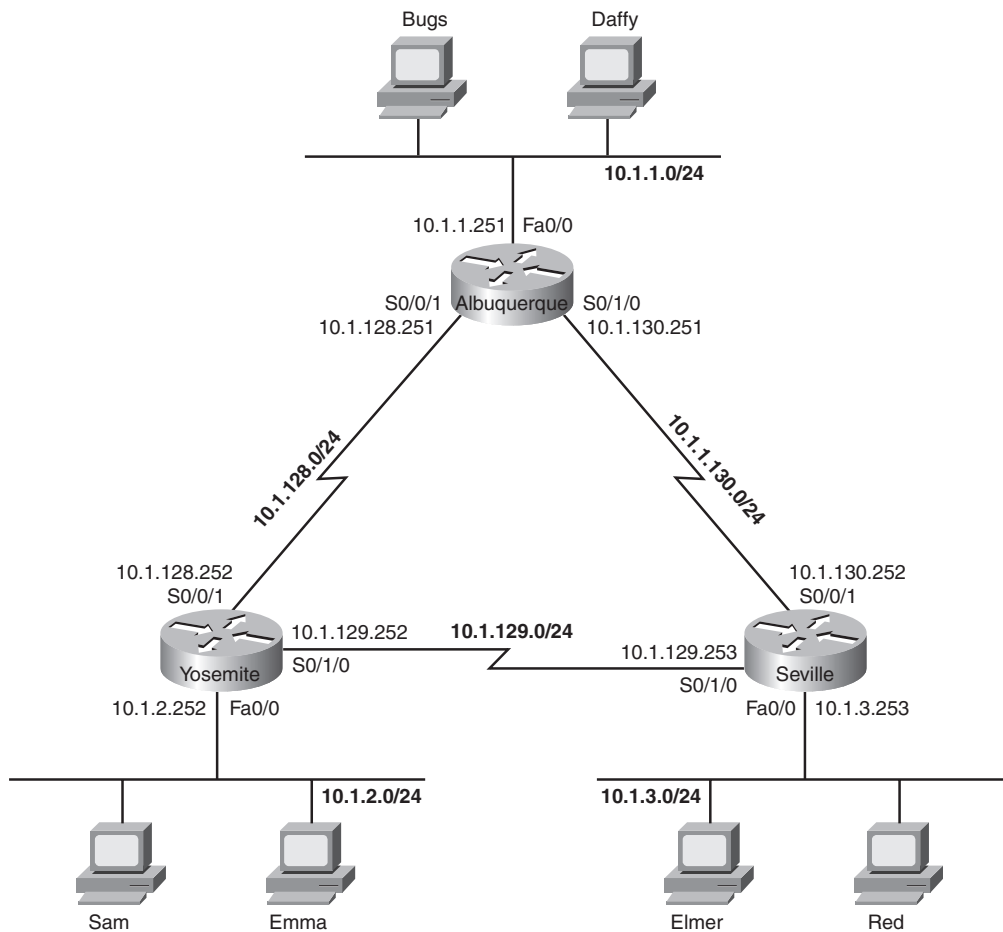 Bugs
Daffy
10.1.1.0/24
10.1.1.251
Fa0/0
S0/0/1
Albuquerque
S0/1/0
10.1.128.251
10.1.130.251
10.1.128.0/24
10.1.1.130.0/24
10.1.128.252
S0/0/1
10.1.130.252
S0/0/1
10.1.129.252
10.1.129.0/24
10.1.129.253
Yosemite
S0/1/0
S0/1/0
Seville
10.1.2.252
Fa0/0
Fa0/0
10.1.3.253
10.1.2.0/24
10.1.3.0/24
Sam
Emma
Elmer
Red